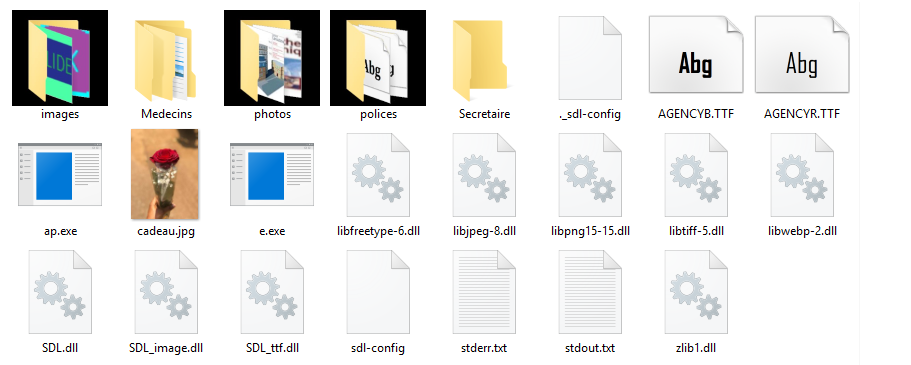 LIDE
Abg
Abg
Abg
images
Medecins
photos
polices
Secretaire
._sdl-config
AGENCYB.TTF
AGENCYR.TTF
ap.exe
cadeau.jpg
e.exe
libfreetype-6.dll
libjpeg-8.dll
libpng15-15.dll
libtiff-5.dll
libwebp-2.dll
SDL.dll
SDL_image.dll
SDL_ttf.dll
sdl-config
stderr.txt
stdout.txt
zlib1.dll